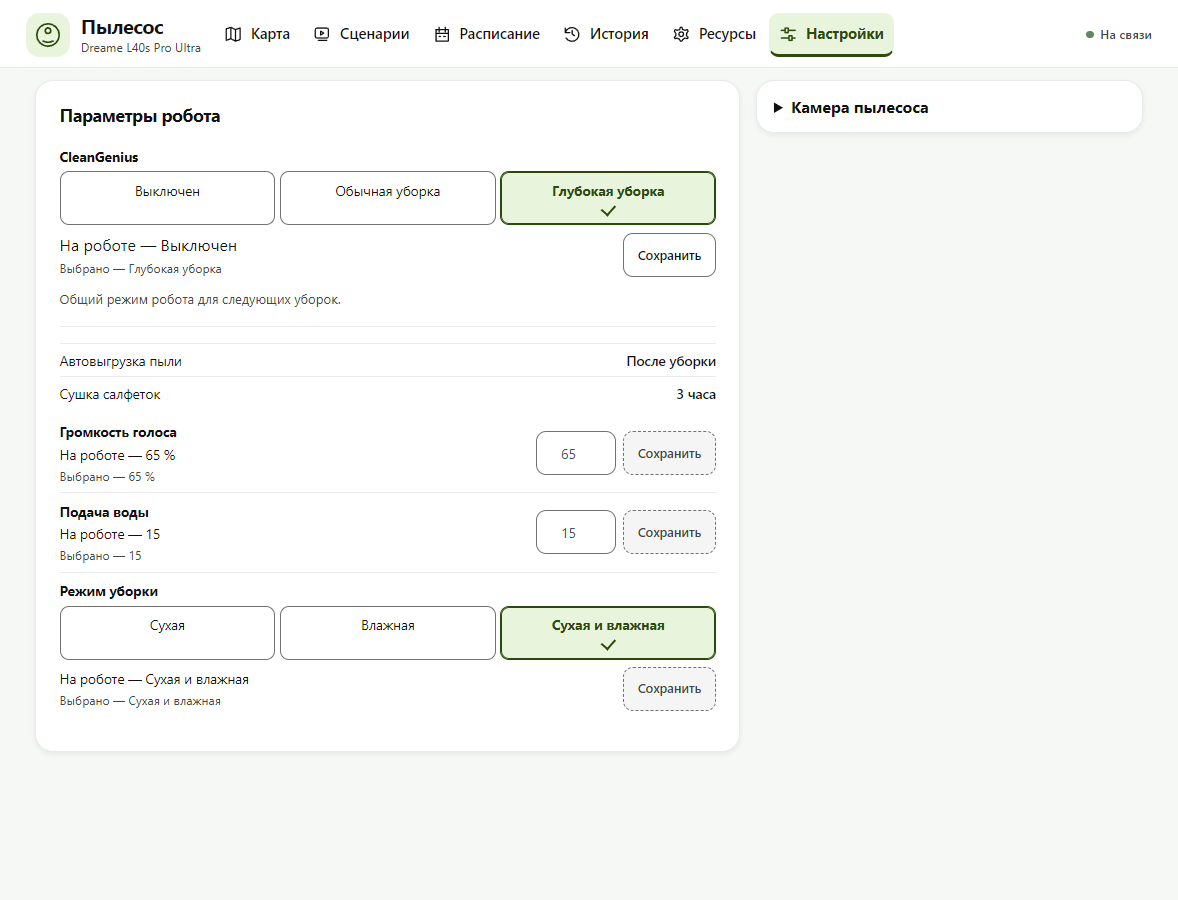 Пылесос
Dreame L40s Pro Ultra
Карта
Сценарии
Расписание
История
Ресурсы
Настройки
На связи
Параметры робота
CleanGenius
Выключен
Обычная уборка
Глубокая уборка
На роботе — Выключен
Выбрано — Глубокая уборка
Сохранить
Общий режим робота для следующих уборок.
Автовыгрузка пыли
После уборки
Сушка салфеток
3 часа
Громкость голоса
На роботе — 65 %
Выбрано — 65 %
65
Сохранить
Подача воды
На роботе — 15
Выбрано — 15
15
Сохранить
Режим уборки
Сухая
Влажная
Сухая и влажная
На роботе — Сухая и влажная
Выбрано — Сухая и влажная
Сохранить
Камера пылесоса